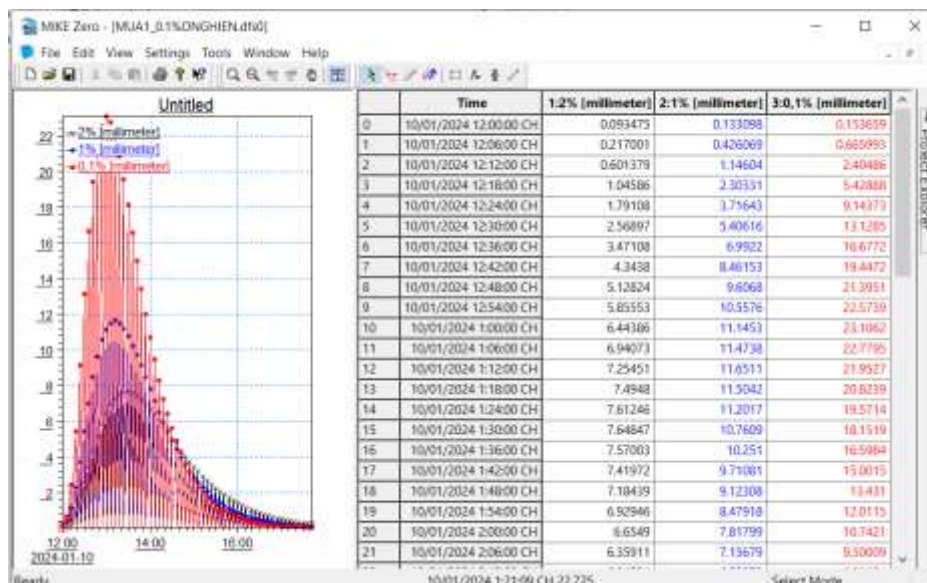 MIKE Zero - [MUA1_0.1%DNGHIEN.dfs0]
File Edit View Settings Tools Window Help
Untitled
2% [millimeter]
1% [millimeter]
0,1% [millimeter]
22
20
18
16
14
12
10
8
6
4
2
12:00 14:00 16:00
2024-01-10
Time 1:2% [millimeter] 2:1% [millimeter] 3:0,1% [millimeter]
0 10/01/2024 12:00:00 CH 0.093475 0.133098 0.153659
1 10/01/2024 12:06:00 CH 0.217001 0.426069 0.665993
2 10/01/2024 12:12:00 CH 0.601379 1.14604 2.40486
3 10/01/2024 12:18:00 CH 1.04586 2.30331 5.42888
4 10/01/2024 12:24:00 CH 1.79108 3.71643 9.14373
5 10/01/2024 12:30:00 CH 2.56897 5.40616 13.1285
6 10/01/2024 12:36:00 CH 3.47108 6.9922 16.6772
7 10/01/2024 12:42:00 CH 4.3438 8.46153 19.4472
8 10/01/2024 12:48:00 CH 5.12824 9.6068 21.3951
9 10/01/2024 12:54:00 CH 5.85553 10.5576 22.5739
10 10/01/2024 1:00:00 CH 6.44386 11.1453 23.1062
11 10/01/2024 1:06:00 CH 6.94073 11.4738 22.7795
12 10/01/2024 1:12:00 CH 7.25451 11.6511 21.9527
13 10/01/2024 1:18:00 CH 7.4948 11.5042 20.8239
14 10/01/2024 1:24:00 CH 7.61246 11.2017 19.5714
15 10/01/2024 1:30:00 CH 7.64847 10.7609 18.1519
16 10/01/2024 1:36:00 CH 7.57003 10.251 16.5984
17 10/01/2024 1:42:00 CH 7.41972 9.71081 15.0015
18 10/01/2024 1:48:00 CH 7.18439 9.12308 13.431
19 10/01/2024 1:54:00 CH 6.92946 8.47918 12.0115
20 10/01/2024 2:00:00 CH 6.6549 7.81799 10.7421
21 10/01/2024 2:06:00 CH 6.35911 7.15679 9.50009
Project Explorer
Ready 10/01/2024 1:21:09 CH 22.725 Select Mode